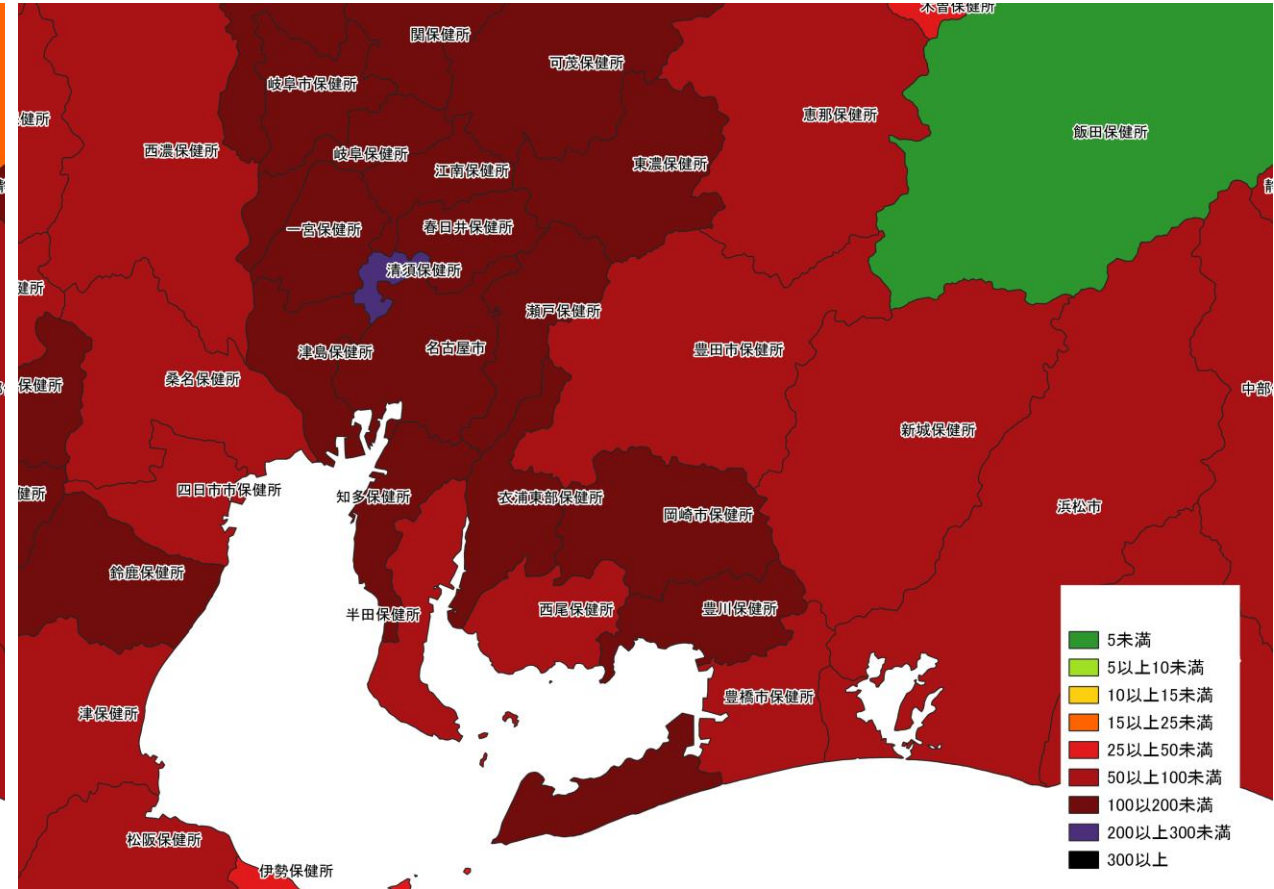 木曽保健所
関保健所
可茂保健所
岐阜市保健所
恵那保健所
健所
飯田保健所
西濃保健所
岐阜保健所
東濃保健所
江南保健所
春日井保健所
一宮保健所
清須保健所
健所
瀬戸保健所
津島保健所
名古屋市
豊田市保健所
桑名保健所
保健所
中部
新城保健所
四日市市保健所
健所
知多保健所
衣浦東部保健所
浜松市
岡崎市保健所
鈴鹿保健所
半田保健所
西尾保健所
豊川保健所
豊橋市保健所
津保健所
松阪保健所
伊勢保健所
5未満
5以上10未満
10以上15未満
15以上25未満
25以上50未満
50以上100未満
100以200未満
200以上300未満
300以上